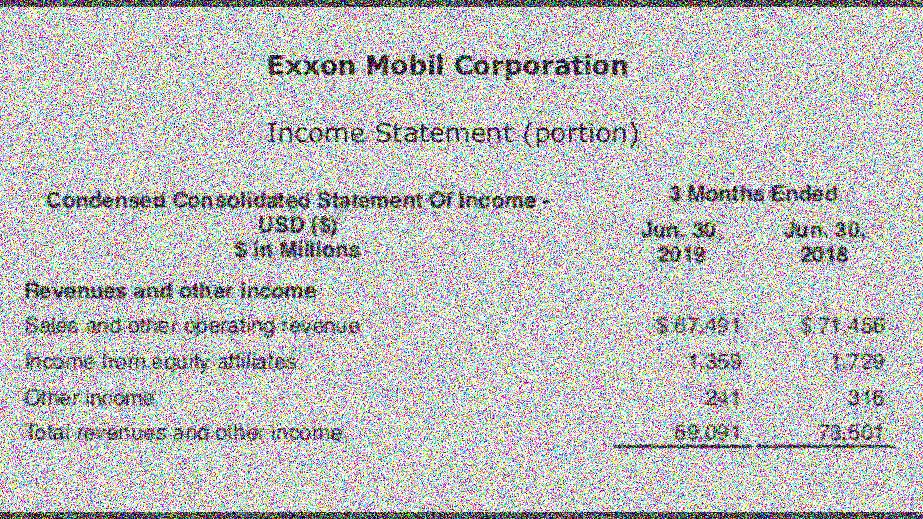 Exxon Mobil Corporation
Income Statement (portion)
Condensed Consolidated Statement Of Income -
USD ($)
$ in Millions
3 Months Ended
Jun. 30, 2019
Jun. 30, 2018
Revenues and other income
Sales and other operating revenue $ 67,491 $ 71,456
Income from equity affiliates 1,359 1,729
Other income 241 316
Total revenues and other income 69,091 73,501